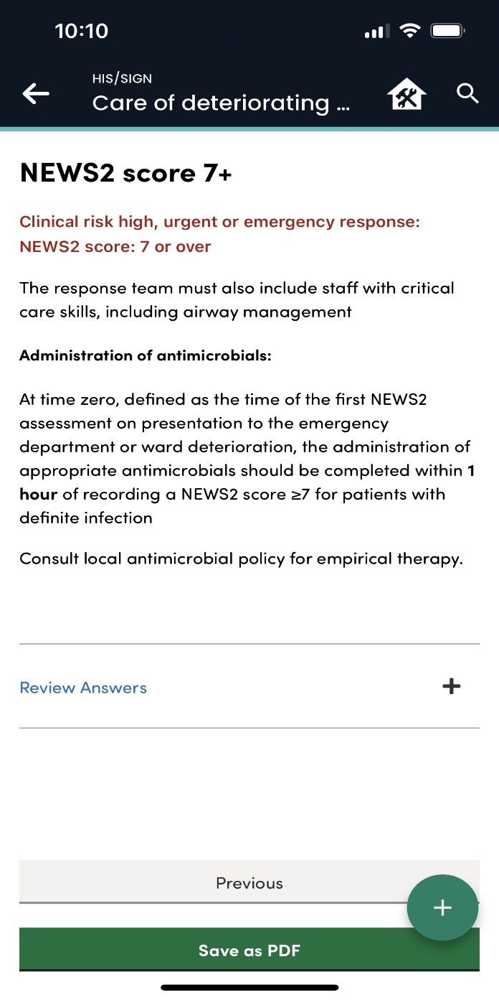 10:10
HIS/SIGN
Care of deteriorating ...
NEWS2 score 7+
Clinical risk high, urgent or emergency response:
NEWS2 score: 7 or over
The response team must also include staff with critical
care skills, including airway management
Administration of antimicrobials:
At time zero, defined as the time of the first NEWS2
assessment on presentation to the emergency
department or ward deterioration, the administration of
appropriate antimicrobials should be completed within 1
hour of recording a NEWS2 score ≥7 for patients with
definite infection
Consult local antimicrobial policy for empirical therapy.
Review Answers
Previous
Save as PDF